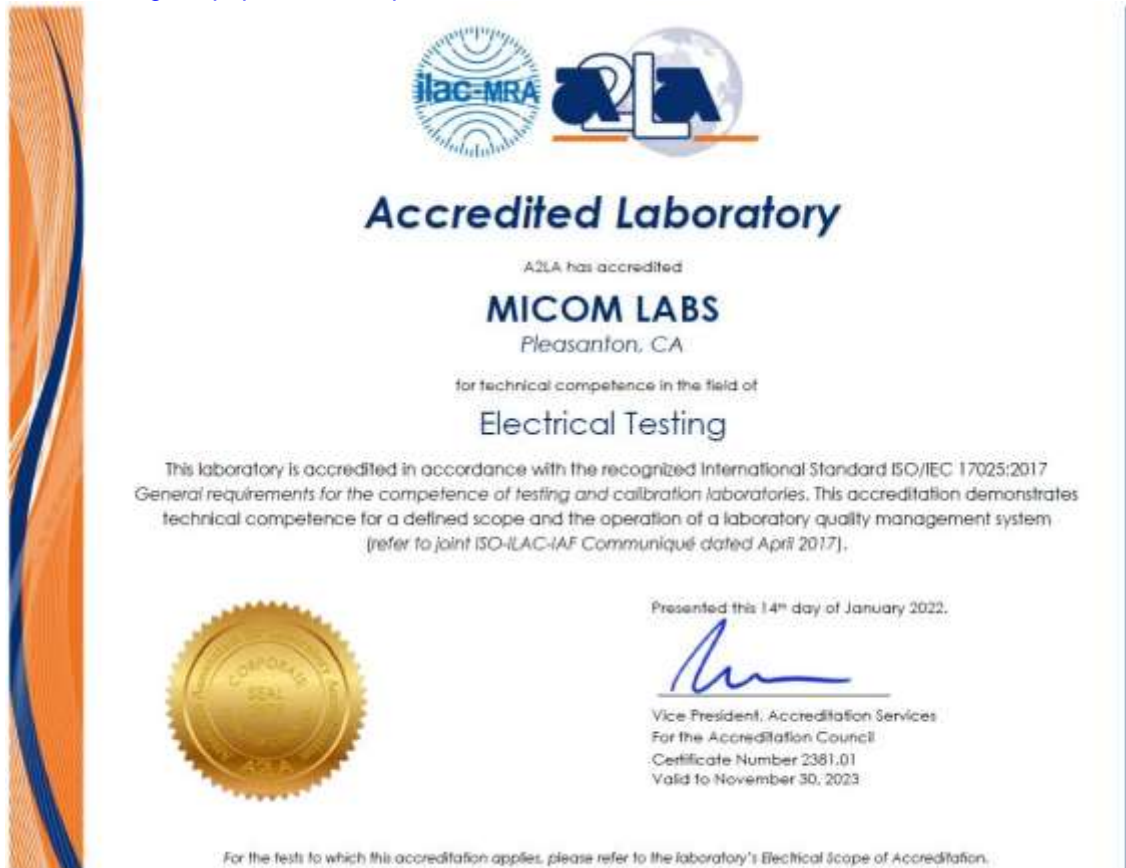 ilac-MRA
A2LA
Accredited Laboratory
A2LA has accredited
MICOM LABS
Pleasanton, CA
for technical competence in the field of
Electrical Testing
This laboratory is accredited in accordance with the recognized International Standard ISO/IEC 17025:2017
General requirements for the competence of testing and calibration laboratories. This accreditation demonstrates
technical competence for a defined scope and the operation of a laboratory quality management system
(refer to joint ISO-ILAC-IAF Communiqué dated April 2017).
Presented this 14th day of January 2022.
Vice President, Accreditation Services
For the Accreditation Council
Certificate Number 2381.01
Valid to November 30, 2023
CORPORATE
SEAL
A2LA
For the tests to which this accreditation applies, please refer to the laboratory's Electrical Scope of Accreditation.